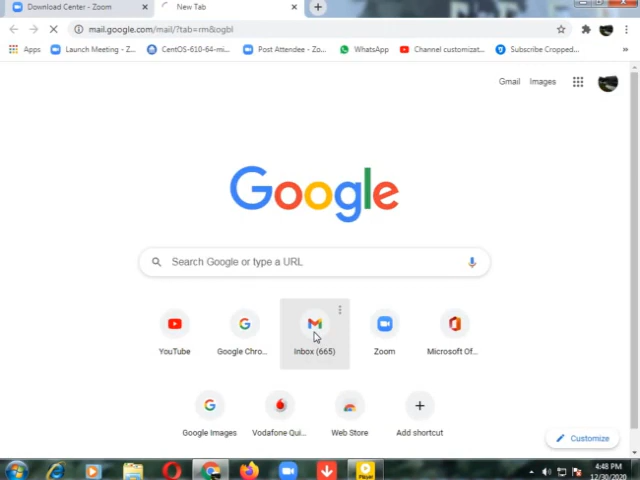 Download Center - Zoom
New Tab
mail.google.com/mail/?tab=rm&ogbl
Apps
Launch Meeting - Z...
CentOS-610-64-mi...
Post Attendee - Zo...
WhatsApp
Channel customizat...
Subscribe Cropped...
Gmail
Images
Google
Search Google or type a URL
YouTube
Google Chro...
Inbox (665)
Zoom
Microsoft Of...
Google Images
Vodafone Qui...
Web Store
Add shortcut
Customize
Player
4:48 PM
12/30/2020